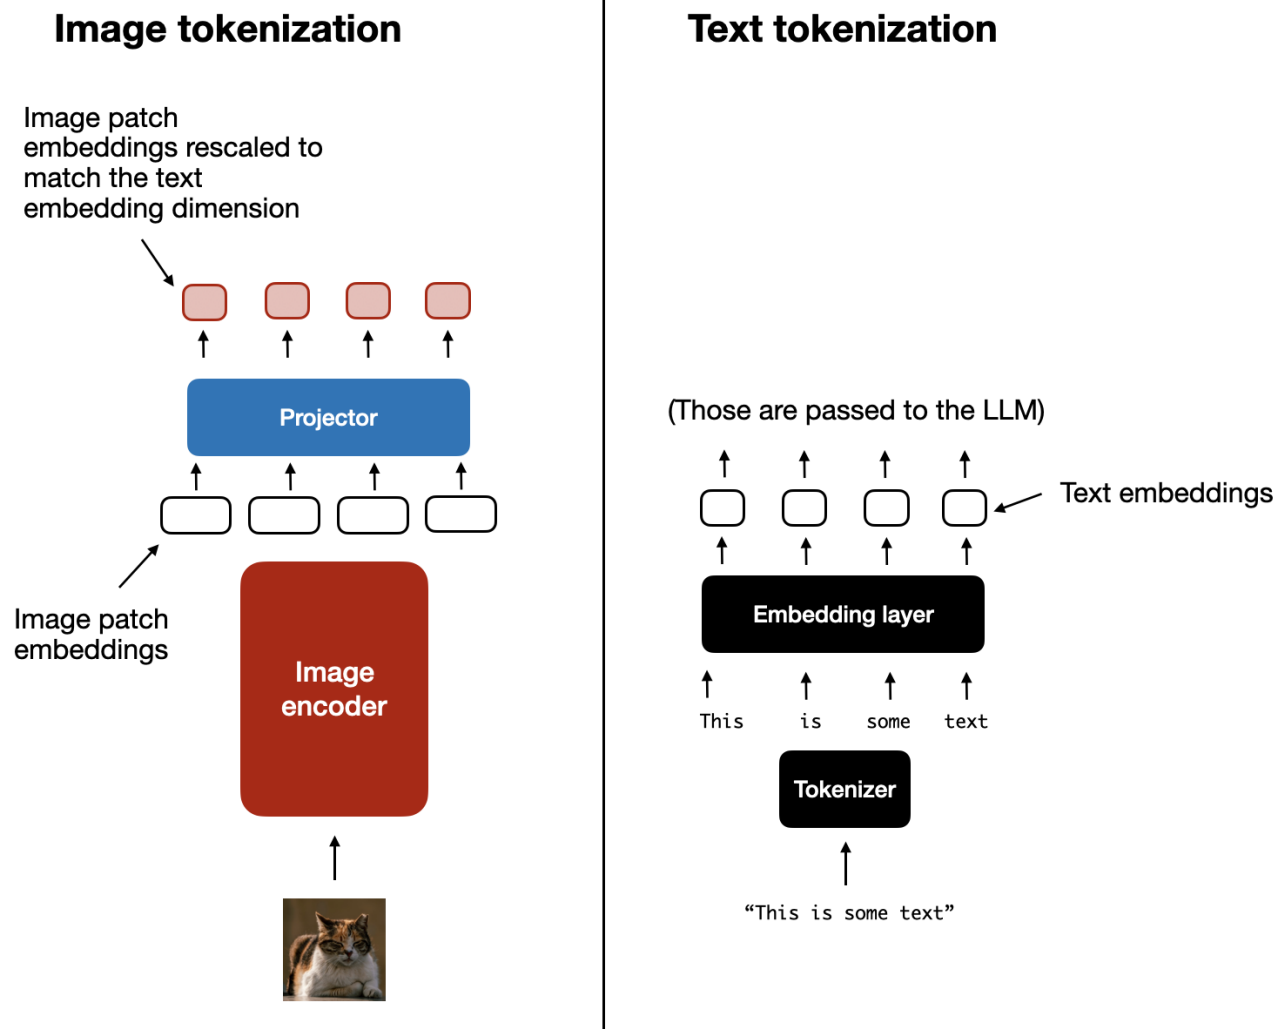 Image tokenization
Image patch
embeddings rescaled to
match the text
embedding dimension
Projector
Image patch
embeddings
Image
encoder
Text tokenization
(Those are passed to the LLM)
Text embeddings
Embedding layer
This is some text
Tokenizer
“This is some text”